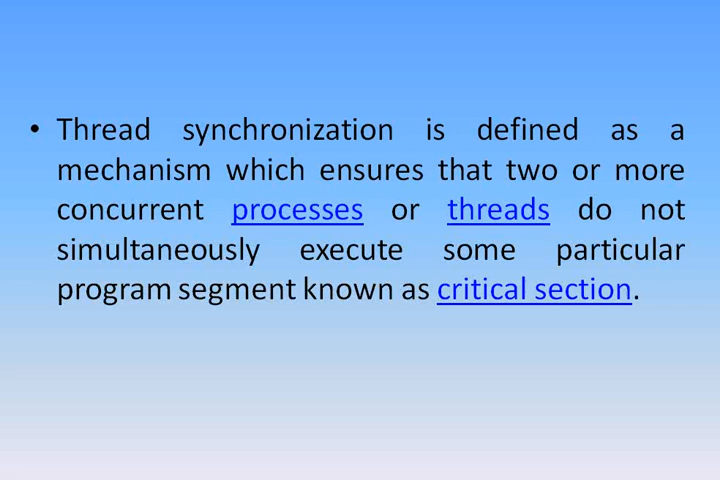 • Thread synchronization is defined as a
mechanism which ensures that two or more
concurrent processes or threads do not
simultaneously execute some particular
program segment known as critical section.